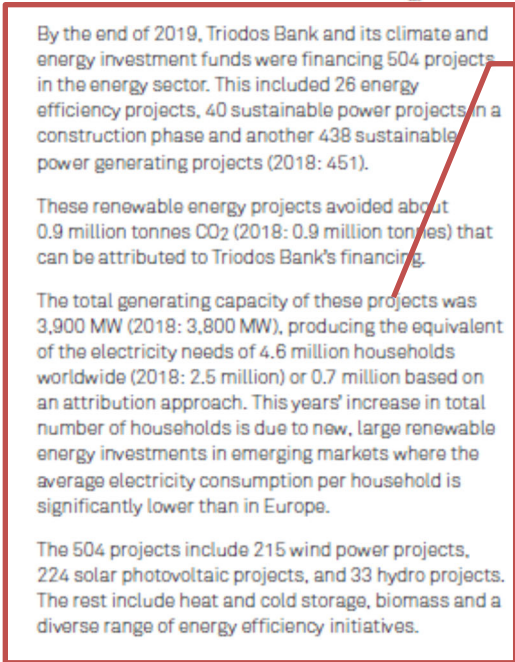 By the end of 2019, Triodos Bank and its climate and
energy investment funds were financing 504 projects
in the energy sector. This included 26 energy
efficiency projects, 40 sustainable power projects in a
construction phase and another 438 sustainable
power generating projects (2018: 451).
These renewable energy projects avoided about
0.9 million tonnes CO2 (2018: 0.9 million tonnes) that
can be attributed to Triodos Bank's financing.
The total generating capacity of these projects was
3,900 MW (2018: 3,800 MW), producing the equivalent
of the electricity needs of 4.6 million households
worldwide (2018: 2.5 million) or 0.7 million based on
an attribution approach. This years' increase in total
number of households is due to new, large renewable
energy investments in emerging markets where the
average electricity consumption per household is
significantly lower than in Europe.
The 504 projects include 215 wind power projects,
224 solar photovoltaic projects, and 33 hydro projects.
The rest include heat and cold storage, biomass and a
diverse range of energy efficiency initiatives.